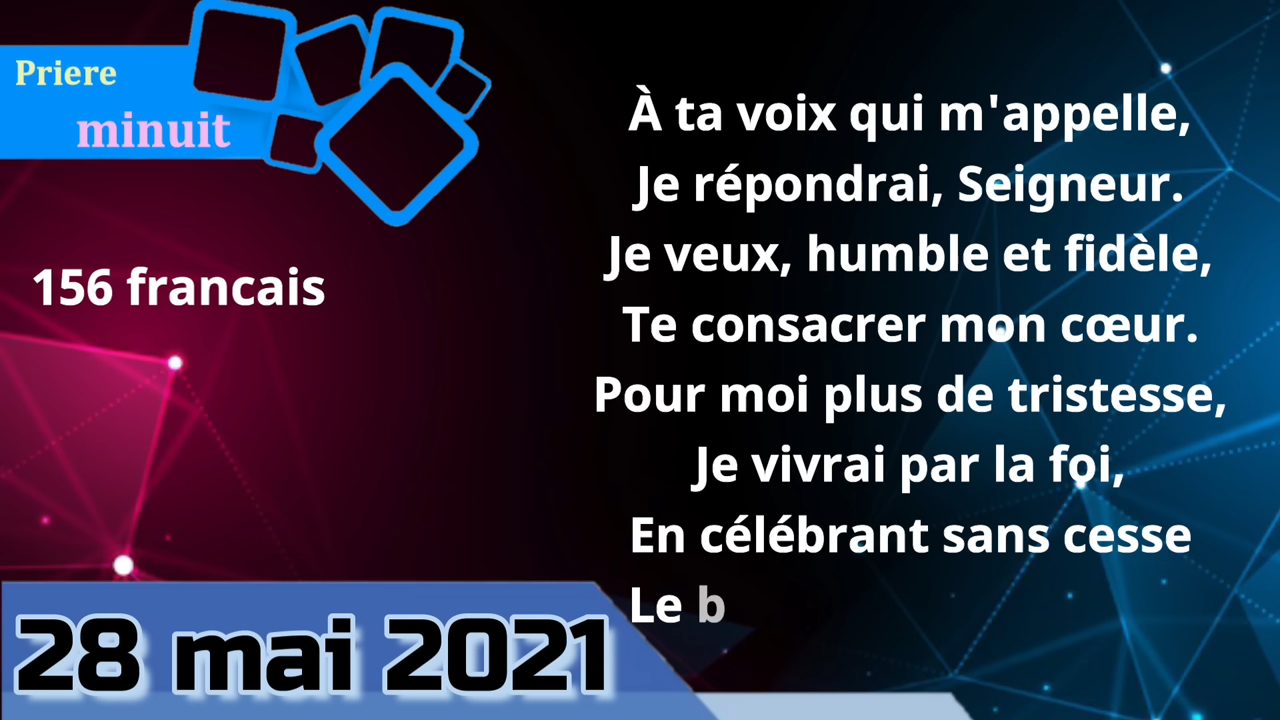 Priere
minuit
156 francais
À ta voix qui m'appelle,
Je répondrai, Seigneur.
Je veux, humble et fidèle,
Te consacrer mon cœur.
Pour moi plus de tristesse,
Je vivrai par la foi,
En célébrant sans cesse
Le b
28 mai 2021